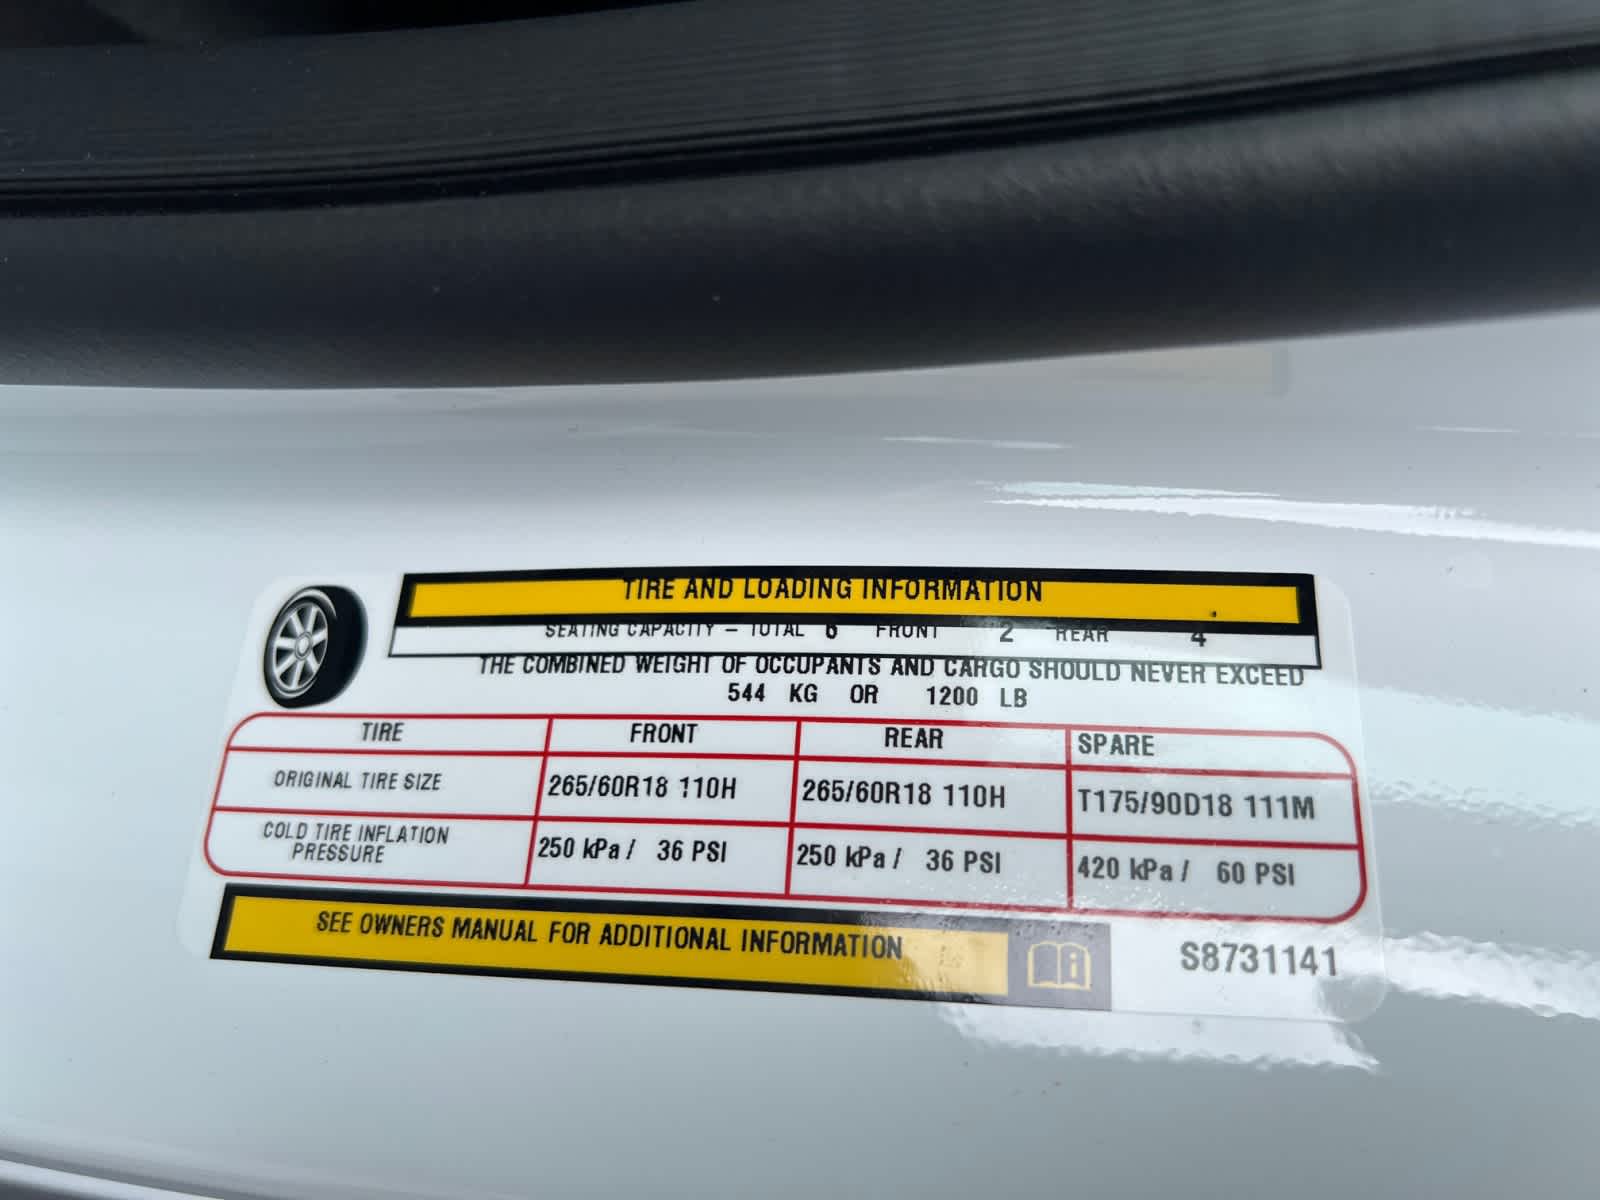 TIRE AND LOADING INFORMATION
SEATING CAPACITY - TOTAL 6 FRONT 2 REAR 4
THE COMBINED WEIGHT OF OCCUPANTS AND CARGO SHOULD NEVER EXCEED
544 KG OR 1200 LB
TIRE FRONT REAR SPARE
ORIGINAL TIRE SIZE 265/60R18 110H 265/60R18 110H T175/90D18 111M
COLD TIRE INFLATION
PRESSURE 250 kPa / 36 PSI 250 kPa / 36 PSI 420 kPa / 60 PSI
SEE OWNERS MANUAL FOR ADDITIONAL INFORMATION
S8731141